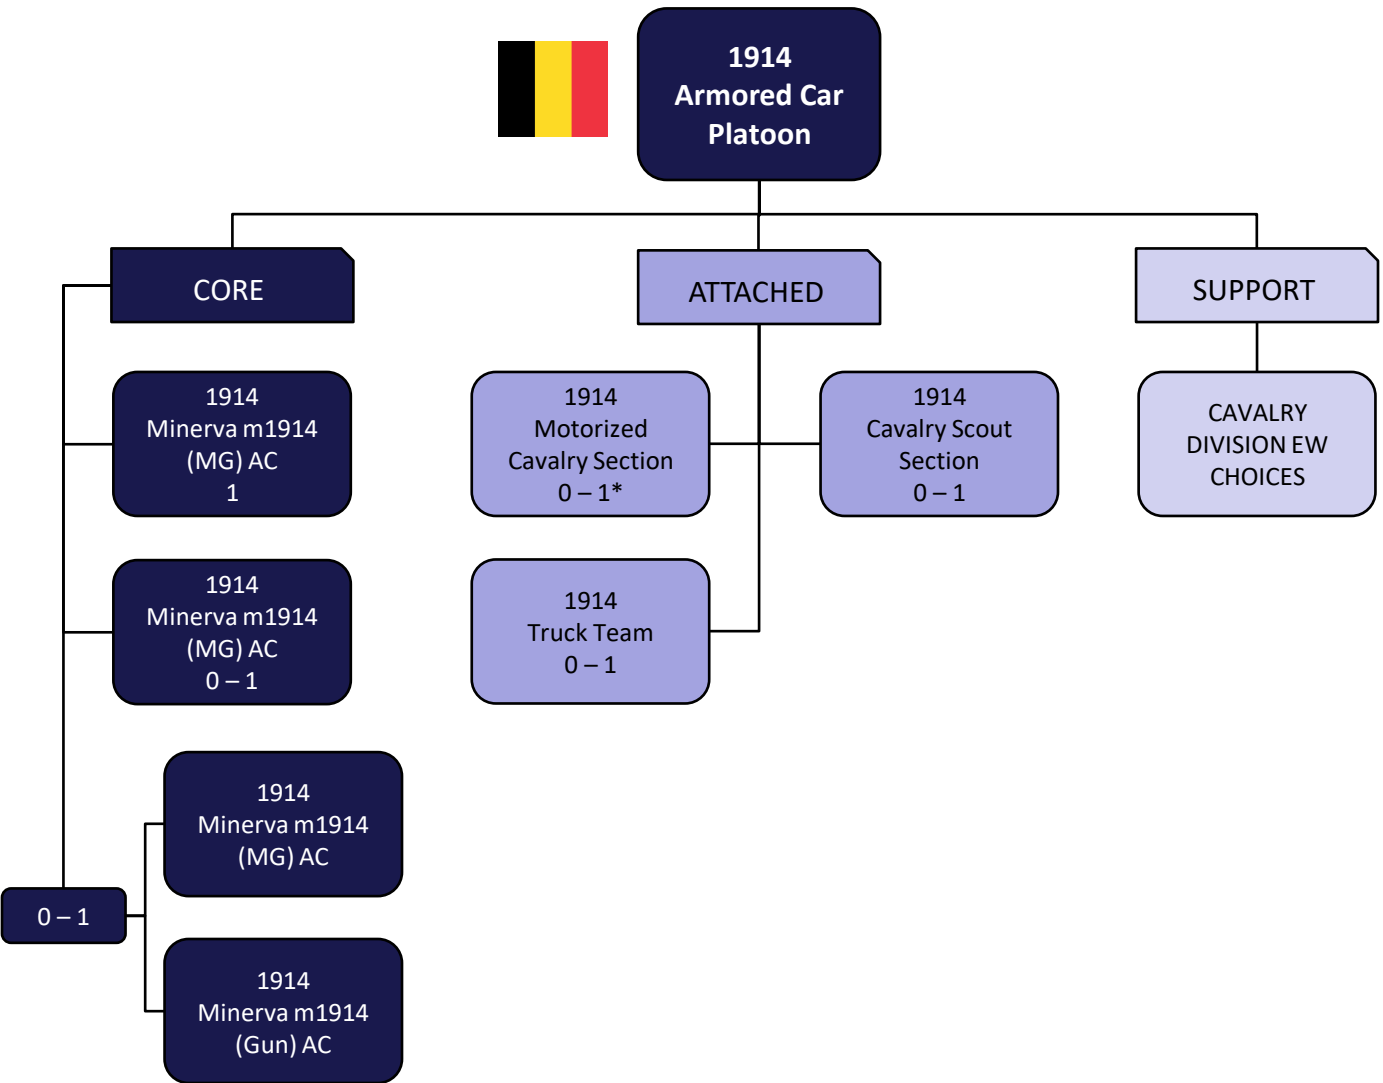 1914
Armored Car
Platoon
CORE
ATTACHED
SUPPORT
1914
Minerva m1914
(MG) AC
1
1914
Motorized
Cavalry Section
0 – 1*
1914
Cavalry Scout
Section
0 – 1
CAVALRY
DIVISION EW
CHOICES
1914
Minerva m1914
(MG) AC
0 – 1
1914
Truck Team
0 – 1
0 – 1
1914
Minerva m1914
(MG) AC
1914
Minerva m1914
(Gun) AC